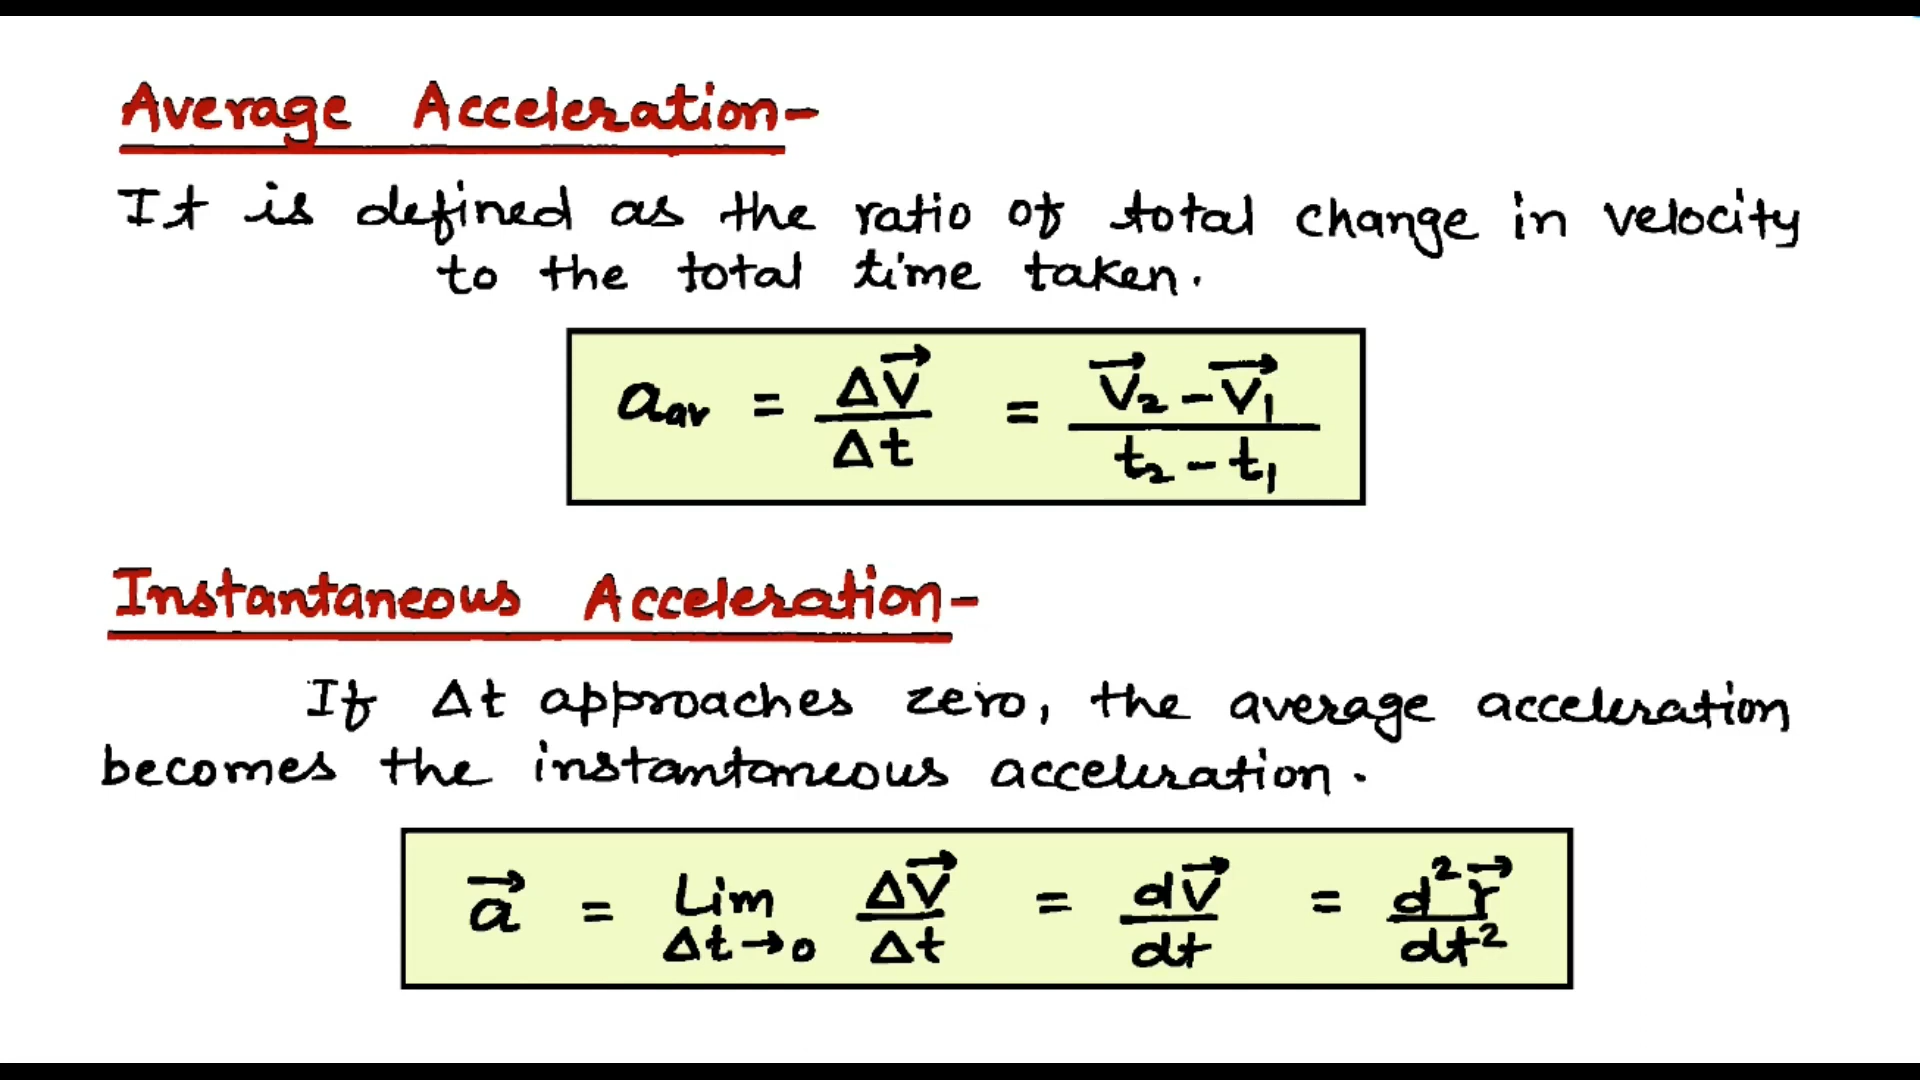 Average Acceleration-
It is defined as the ratio of total change in velocity
to the total time taken.
a_av = Δv⃗/Δt = (v⃗₂ - v⃗₁)/(t₂ - t₁)
Instantaneous Acceleration-
If Δt approaches zero, the average acceleration
becomes the instantaneous acceleration.
a⃗ = Lim Δt→0 Δv⃗/Δt = dv⃗/dt = d²r⃗/dt²